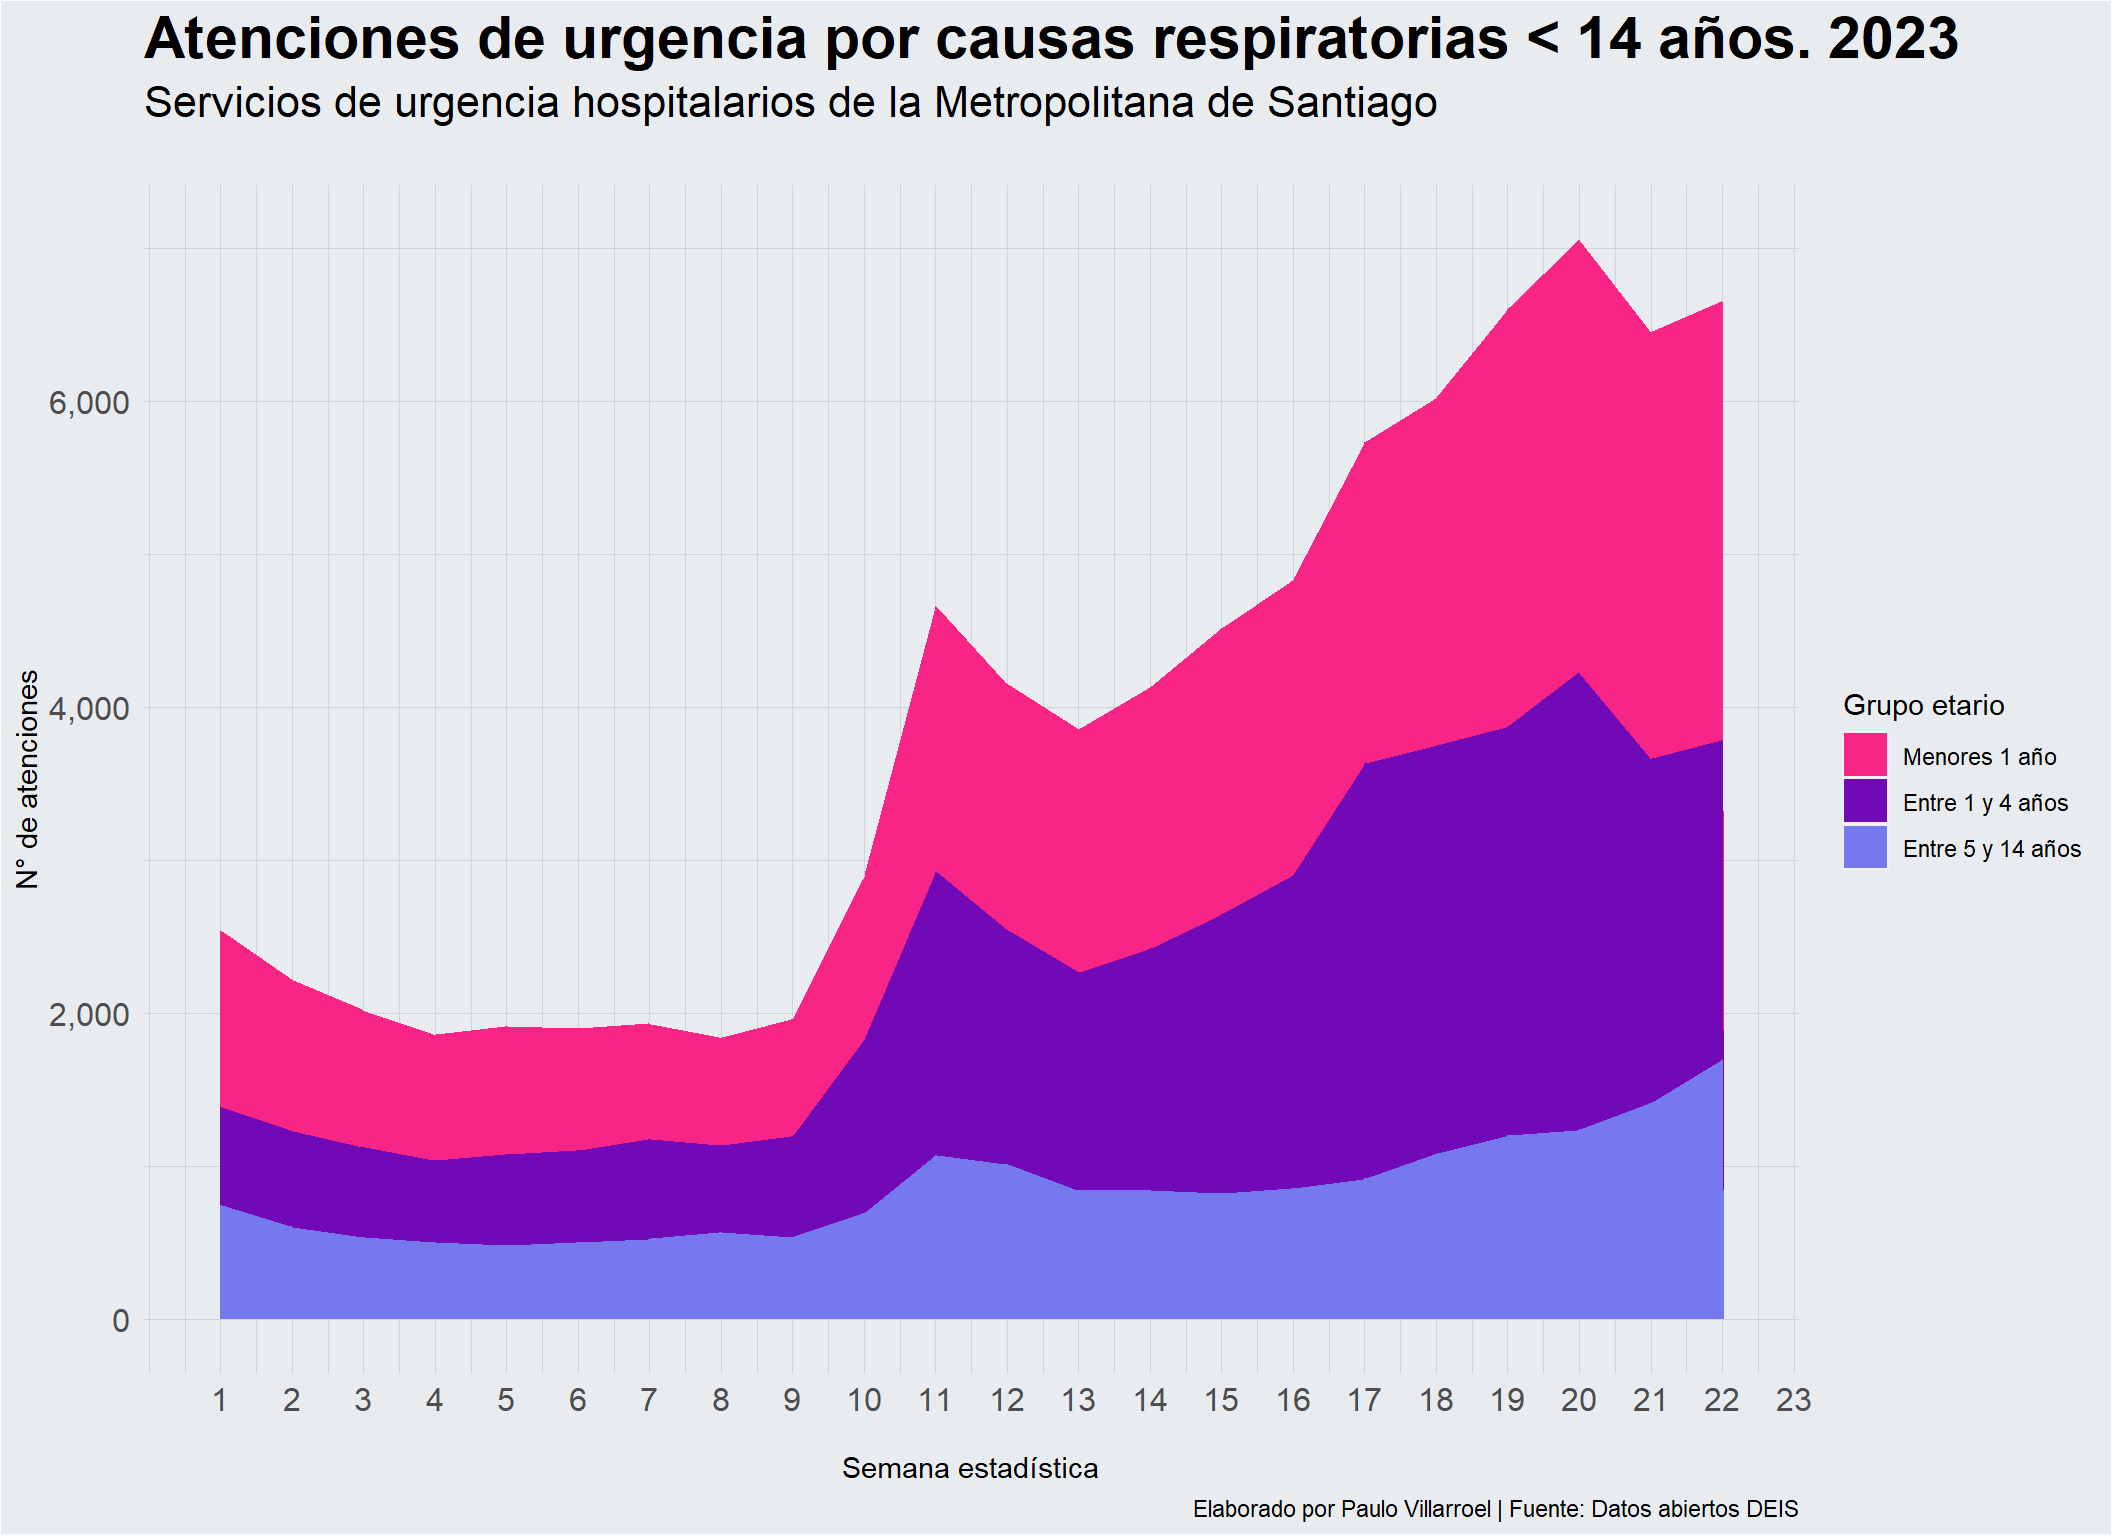 Atenciones de urgencia por causas respiratorias < 14 años. 2023
Servicios de urgencia hospitalarios de la Metropolitana de Santiago
N° de atenciones
6,000
4,000
2,000
0
Grupo etario
Menores 1 año
Entre 1 y 4 años
Entre 5 y 14 años
1 2 3 4 5 6 7 8 9 10 11 12 13 14 15 16 17 18 19 20 21 22 23
Semana estadística
Elaborado por Paulo Villarroel | Fuente: Datos abiertos DEIS